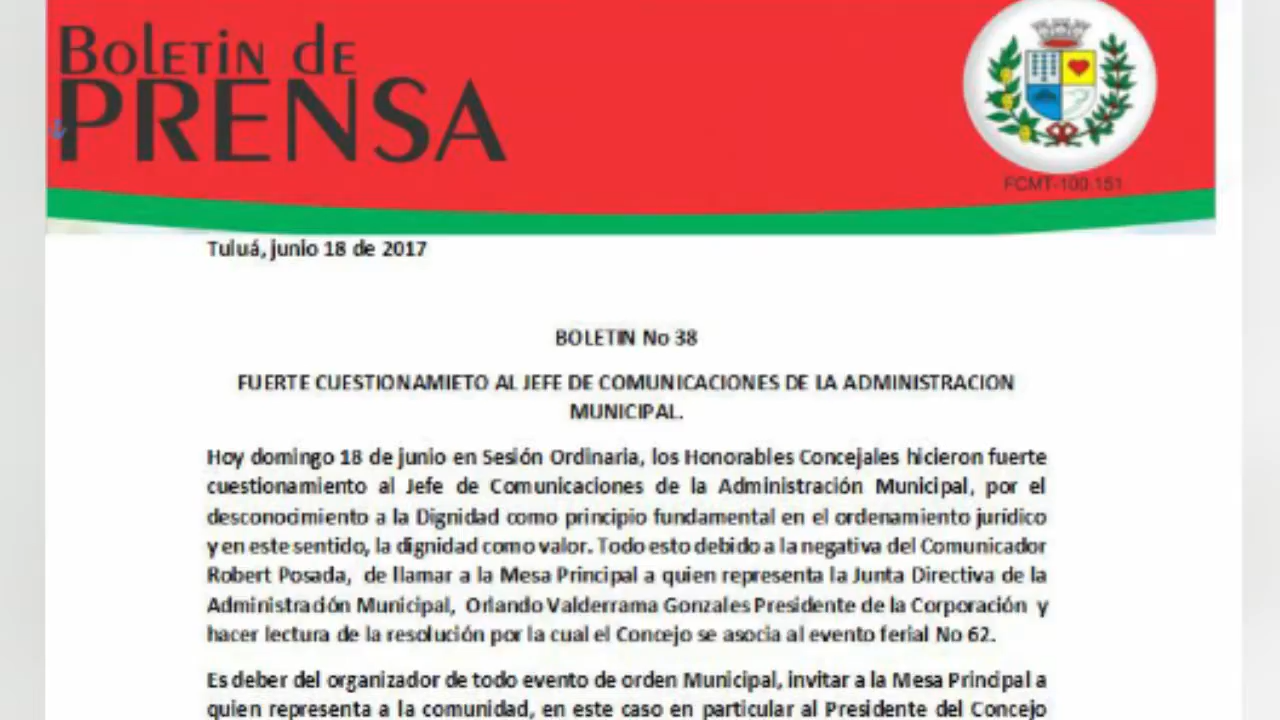 Boletín de
PRENSA
FCMT-100.151
Tuluá, junio 18 de 2017
BOLETIN No 38
FUERTE CUESTIONAMIETO AL JEFE DE COMUNICACIONES DE LA ADMINISTRACION
MUNICIPAL.
Hoy domingo 18 de junio en Sesión Ordinaria, los Honorables Concejales hicieron fuerte
cuestionamiento al Jefe de Comunicaciones de la Administración Municipal, por el
desconocimiento a la Dignidad como principio fundamental en el ordenamiento jurídico
y en este sentido, la dignidad como valor. Todo esto debido a la negativa del Comunicador
Robert Posada, de llamar a la Mesa Principal a quien representa la Junta Directiva de la
Administración Municipal, Orlando Valderrama Gonzales Presidente de la Corporación y
hacer lectura de la resolución por la cual el Concejo se asocia al evento ferial No 62.
Es deber del organizador de todo evento de orden Municipal, invitar a la Mesa Principal a
quien representa a la comunidad, en este caso en particular al Presidente del Concejo